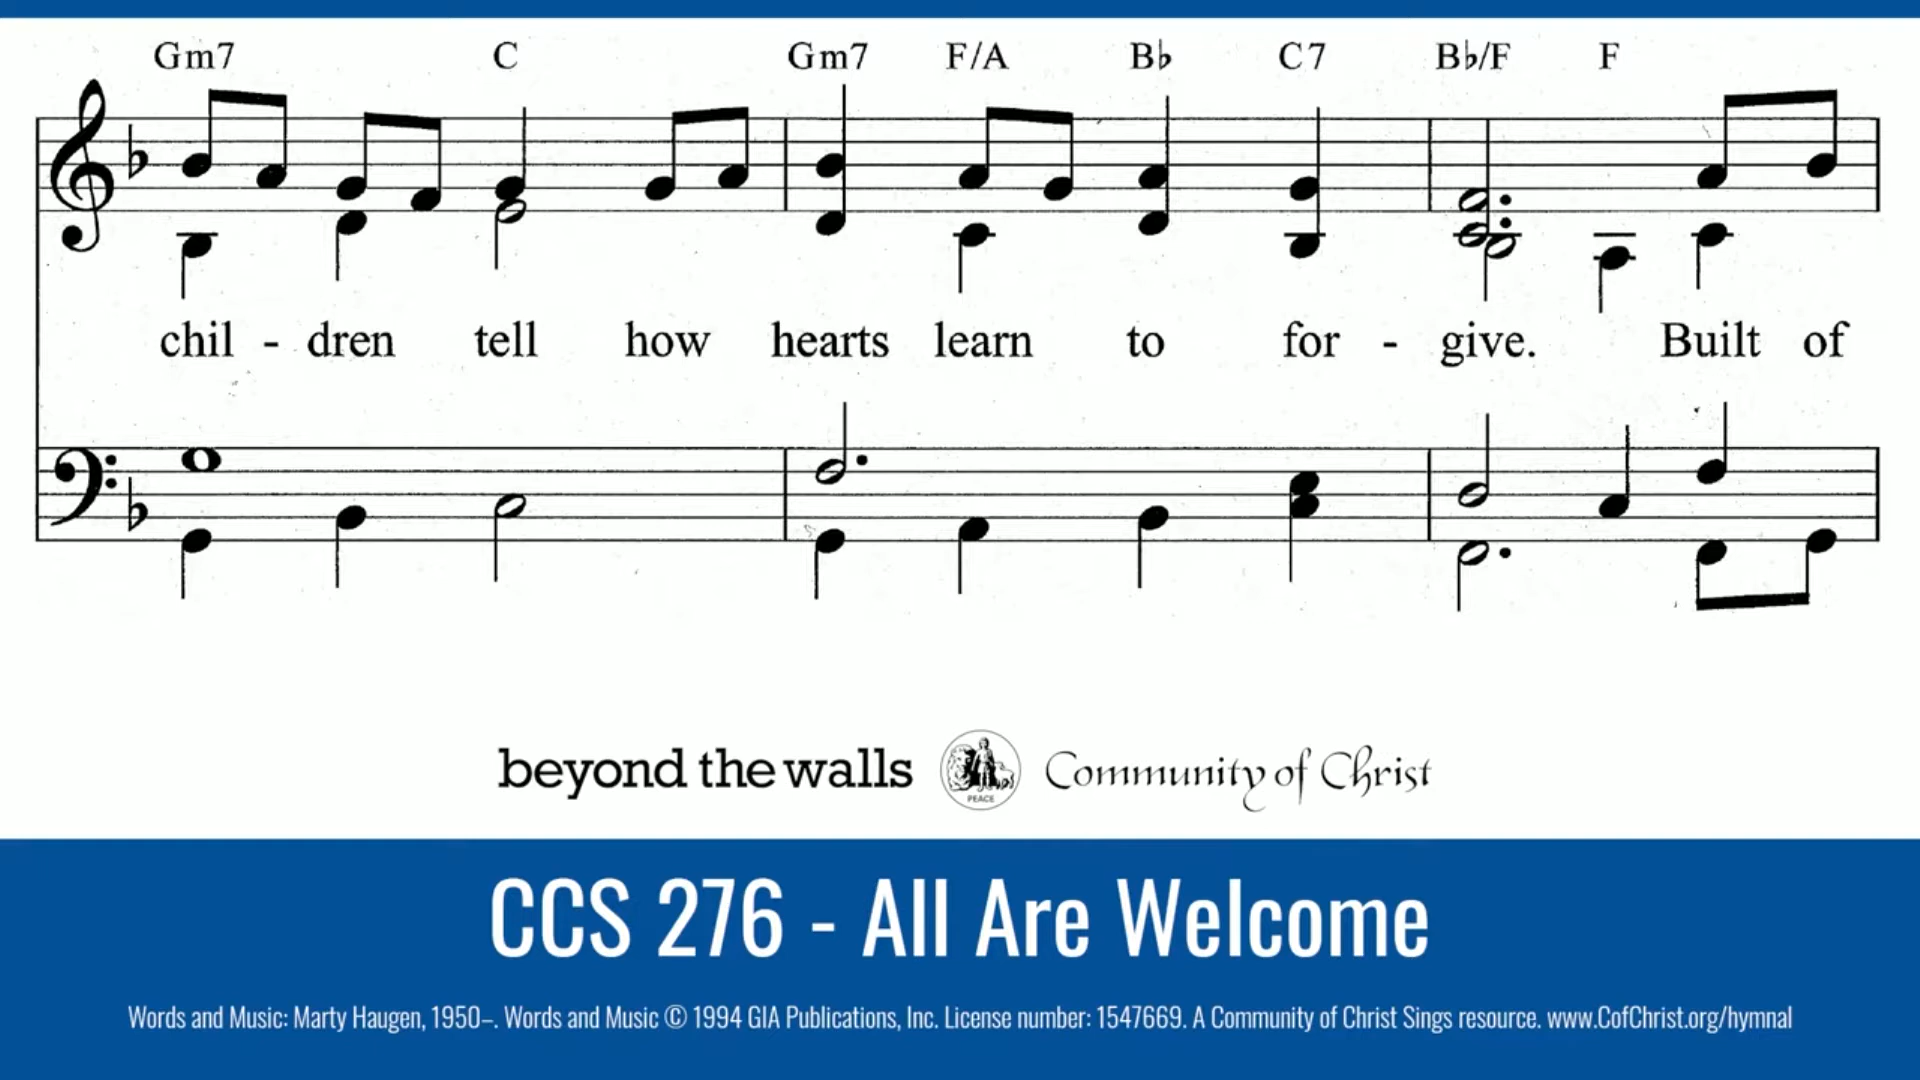 Gm7 C Gm7 F/A B♭ C7 B♭/F F
chil - dren tell how hearts learn to for - give. Built of
beyond the walls PEACE Community of Christ
CCS 276 - All Are Welcome
Words and Music: Marty Haugen, 1950–. Words and Music © 1994 GIA Publications, Inc. License number: 1547669. A Community of Christ Sings resource. www.CofChrist.org/hymnal